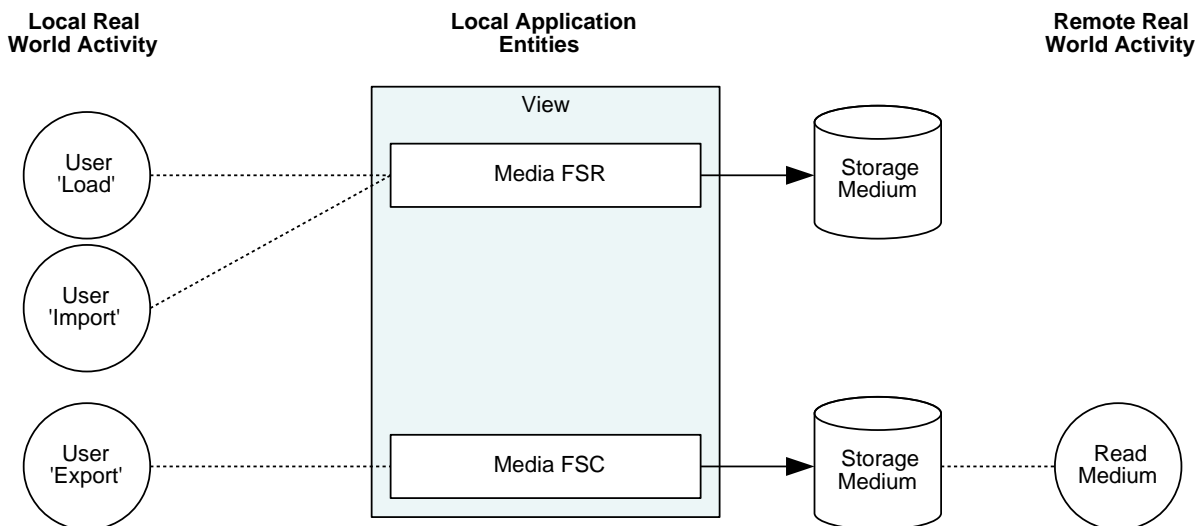 Local Real
World Activity
Local Application
Entities
Remote Real
World Activity
View
User
'Load'
Media FSR
Storage
Medium
User
'Import'
User
'Export'
Media FSC
Storage
Medium
Read
Medium